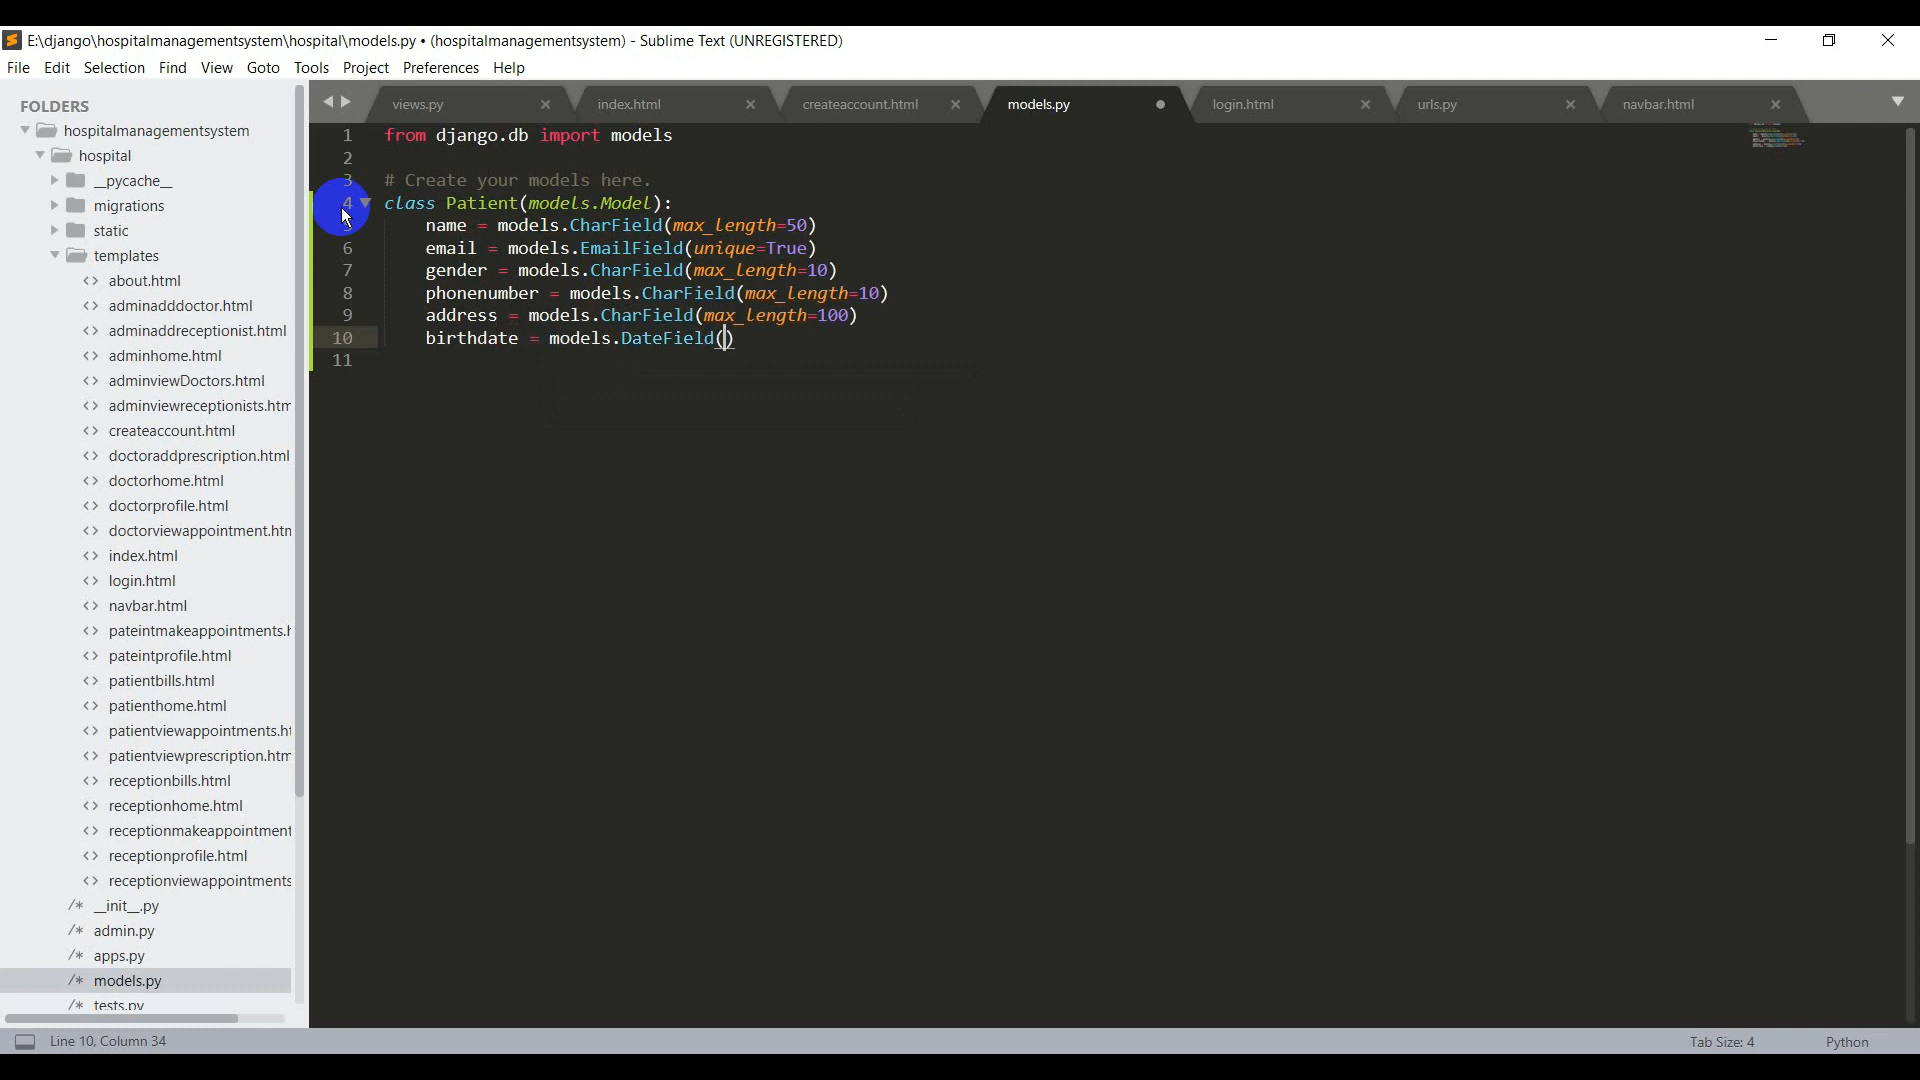 E:\django\hospitalmanagementsystem\hospital\models.py • (hospitalmanagementsystem) - Sublime Text (UNREGISTERED)
File Edit Selection Find View Goto Tools Project Preferences Help
views.py index.html createaccount.html models.py login.html urls.py navbar.html
FOLDERS
hospitalmanagementsystem
hospital
__pycache__
migrations
static
templates
about.html
adminadddoctor.html
adminaddreceptionist.html
adminhome.html
adminviewDoctors.html
adminviewreceptionists.htm
createaccount.html
doctoraddprescription.html
doctorhome.html
doctorprofile.html
doctorviewappointment.htm
index.html
login.html
navbar.html
pateintmakeappointments.h
pateintprofile.html
patientbills.html
patienthome.html
patientviewappointments.ht
patientviewprescription.htm
receptionbills.html
receptionhome.html
receptionmakeappointment
receptionprofile.html
receptionviewappointments
/* __init__.py
/* admin.py
/* apps.py
/* models.py
/* tests.py
1 from django.db import models
2
3 # Create your models here.
4 class Patient(models.Model):
5 name = models.CharField(max_length=50)
6 email = models.EmailField(unique=True)
7 gender = models.CharField(max_length=10)
8 phonenumber = models.CharField(max_length=10)
9 address = models.CharField(max_length=100)
10 birthdate = models.DateField()
11
Line 10, Column 34 Tab Size: 4 Python